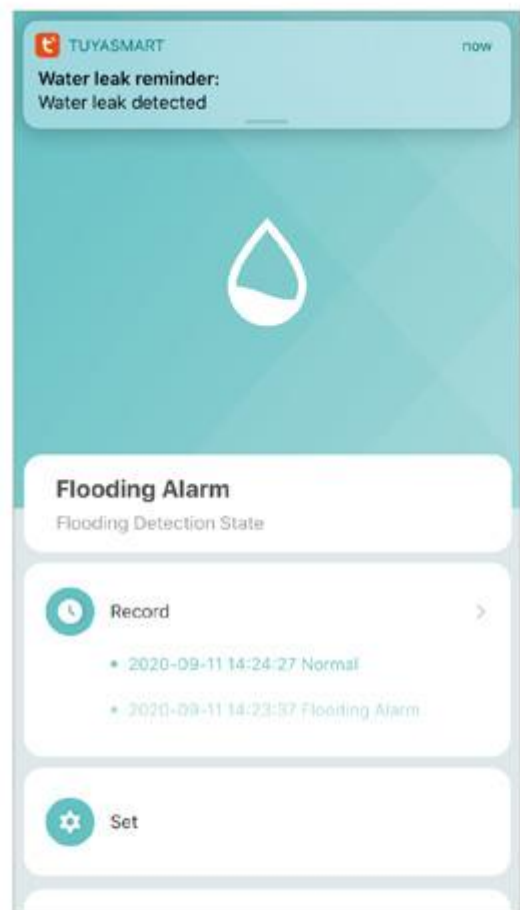 TUYASMART now
Water leak reminder:
Water leak detected
Flooding Alarm
Flooding Detection State
Record
• 2020-09-11 14:24:27 Normal
• 2020-09-11 14:23:37 Flooding Alarm
Set